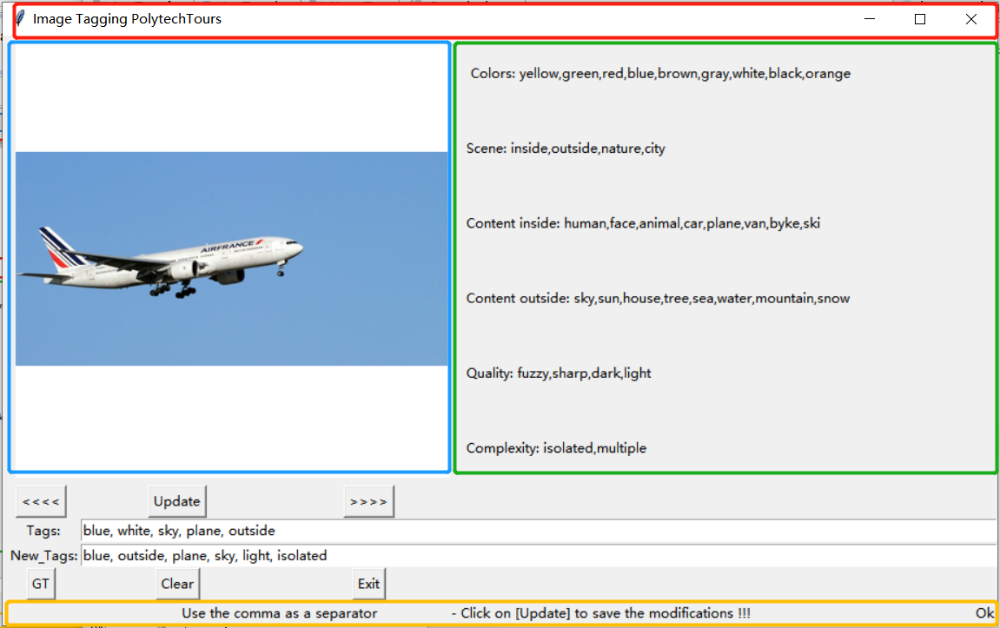 Image Tagging PolytechTours
Colors: yellow,green,red,blue,brown,gray,white,black,orange
Scene: inside,outside,nature,city
Content inside: human,face,animal,car,plane,van,byke,ski
AIRFRANCE
Content outside: sky,sun,house,tree,sea,water,mountain,snow
Quality: fuzzy,sharp,dark,light
Complexity: isolated,multiple
<<<< Update >>>>
Tags: blue, white, sky, plane, outside
New_Tags: blue, outside, plane, sky, light, isolated
GT Clear Exit
Use the comma as a separator - Click on [Update] to save the modifications !!! Ok